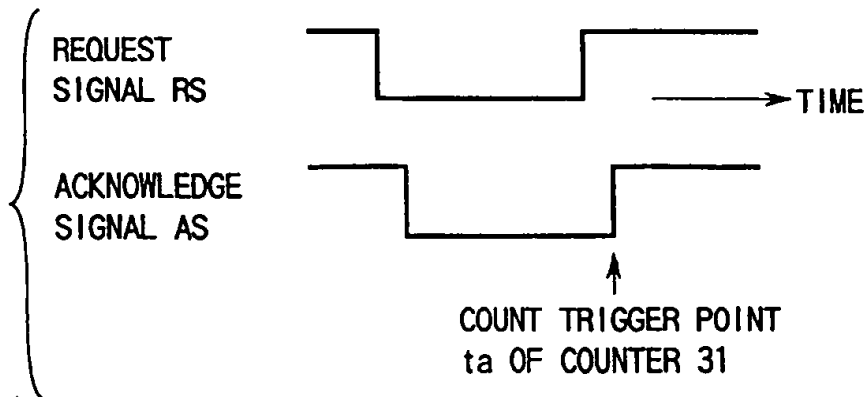 REQUEST
SIGNAL RS
TIME
ACKNOWLEDGE
SIGNAL AS
COUNT TRIGGER POINT
ta OF COUNTER 31